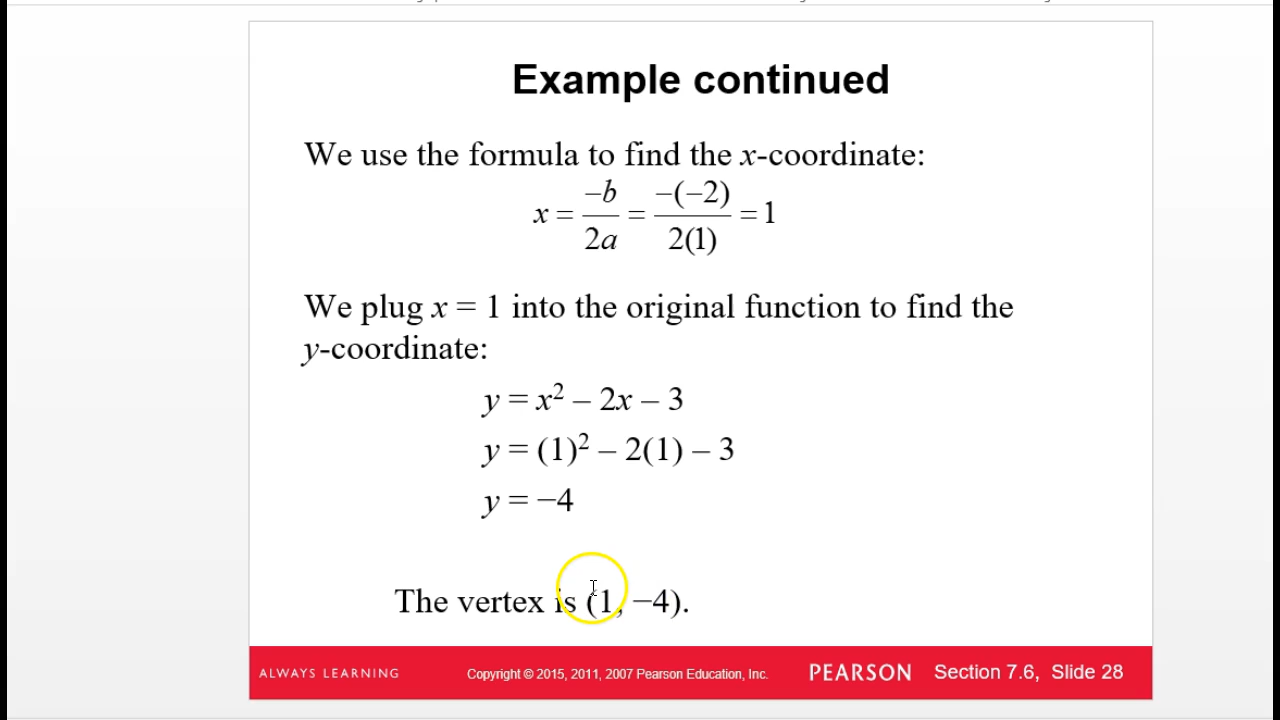 Example continued
We use the formula to find the x-coordinate:
x = −b/2a = −(−2)/2(1) = 1
We plug x = 1 into the original function to find the
y-coordinate:
y = x² – 2x – 3
y = (1)² – 2(1) – 3
y = −4
The vertex is (1, −4).
ALWAYS LEARNING Copyright © 2015, 2011, 2007 Pearson Education, Inc. PEARSON Section 7.6, Slide 28